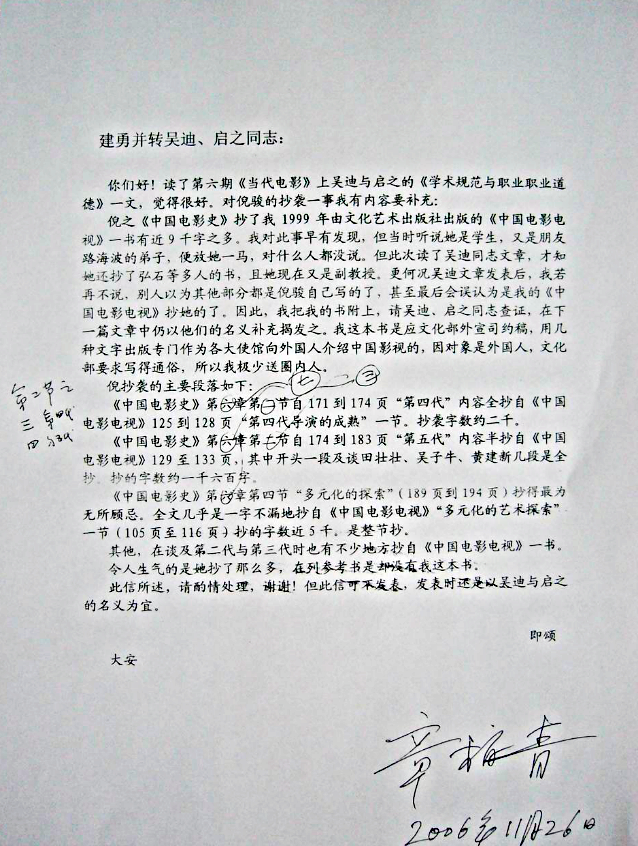 建勇并转吴迪、启之同志：
你们好！读了第六期《当代电影》上吴迪与启之的《学术规范与职业职业道
德》一文，觉得很好。对倪骏的抄袭一事我有内容要补充：
倪之《中国电影史》抄了我 1999 年由文化艺术出版社出版的《中国电影电
视》一书有近 9 千字之多。我对此事早有发现，但当时听说她是学生，又是朋友
路海波的弟子，便放她一马，对什么人都没说。但此次读了吴迪同志文章，才知
她还抄了弘石等多人的书，且她现在又是副教授。更何况吴迪文章发表后，我若
再不说，别人以为其他部分都是倪骏自己写的了，甚至最后会误认为是我的《中
国电影电视》抄她的了。因此，我把我的书附上，请吴迪、启之同志查证，在下
一篇文章中仍以他们的名义补充揭发之。我这本书是应文化部外宣司约稿，用几
种文字出版专门作为各大使馆向外国人介绍中国影视的，因对象是外国人，文化
部要求写得通俗，所以我极少送圈内人。
倪抄袭的主要段落如下：
七 三
第二节之
三 第四代
四
《中国电影史》第六章第二节自 171 到 174 页“第四代”内容全抄自《中国
电影电视》125 到 128 页“第四代导演的成熟”一节。抄袭字数约二千。
《中国电影史》第六章第七节自 174 到 183 页“第五代”内容半抄自《中国
电影电视》129 至 133 页，其中开头一段及谈田壮壮、吴子牛、黄建新几段是全
抄。抄的字数约一千六百字。
《中国电影史》第六章第四节“多元化的探索”（189 页到 194 页）抄得最为
无所顾忌。全文几乎是一字不漏地抄自《中国电影电视》“多元化的艺术探索”
一节（105 页至 116 页）抄的字数近 5 千。是整节抄。
其他，在谈及第二代与第三代时也有不少地方抄自《中国电影电视》一书。
令人生气的是她抄了那么多，在列参考书是却没有我这本书。
此信所述，请酌情处理，谢谢！但此信可不发表，发表时还是以吴迪与启之
的名义为宜。
即颂
大安
章柏青
2006年11月26日